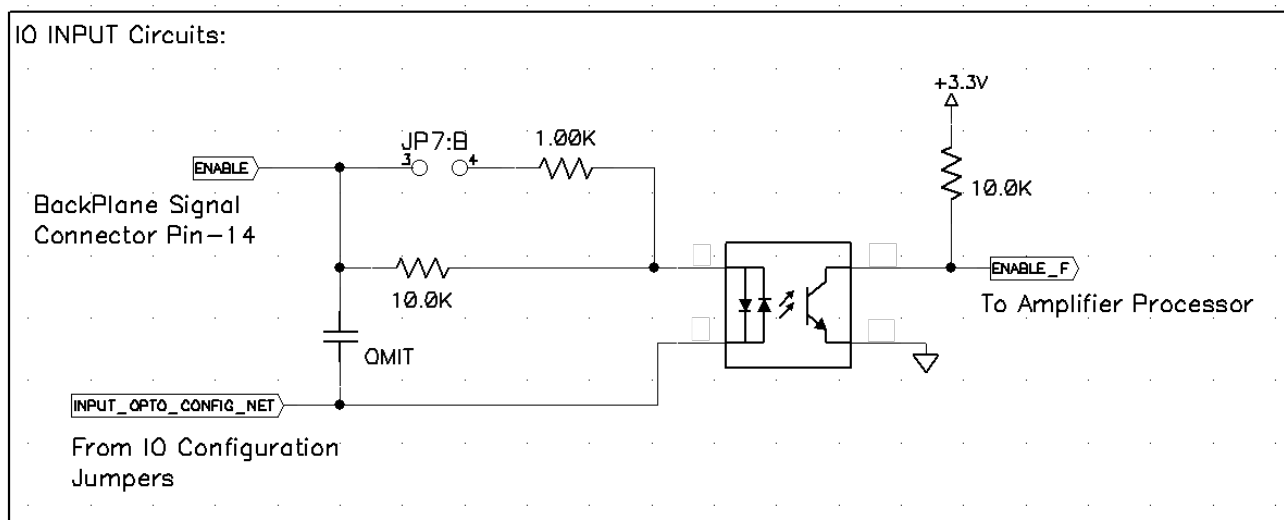 IO INPUT Circuits:
+3.3V
JP7:B
1.00K
3
4
ENABLE
10.0K
BackPlane Signal
Connector Pin-14
ENABLE_F
10.0K
To Amplifier Processor
OMIT
INPUT_OPTO_CONFIG_NET
From IO Configuration
Jumpers